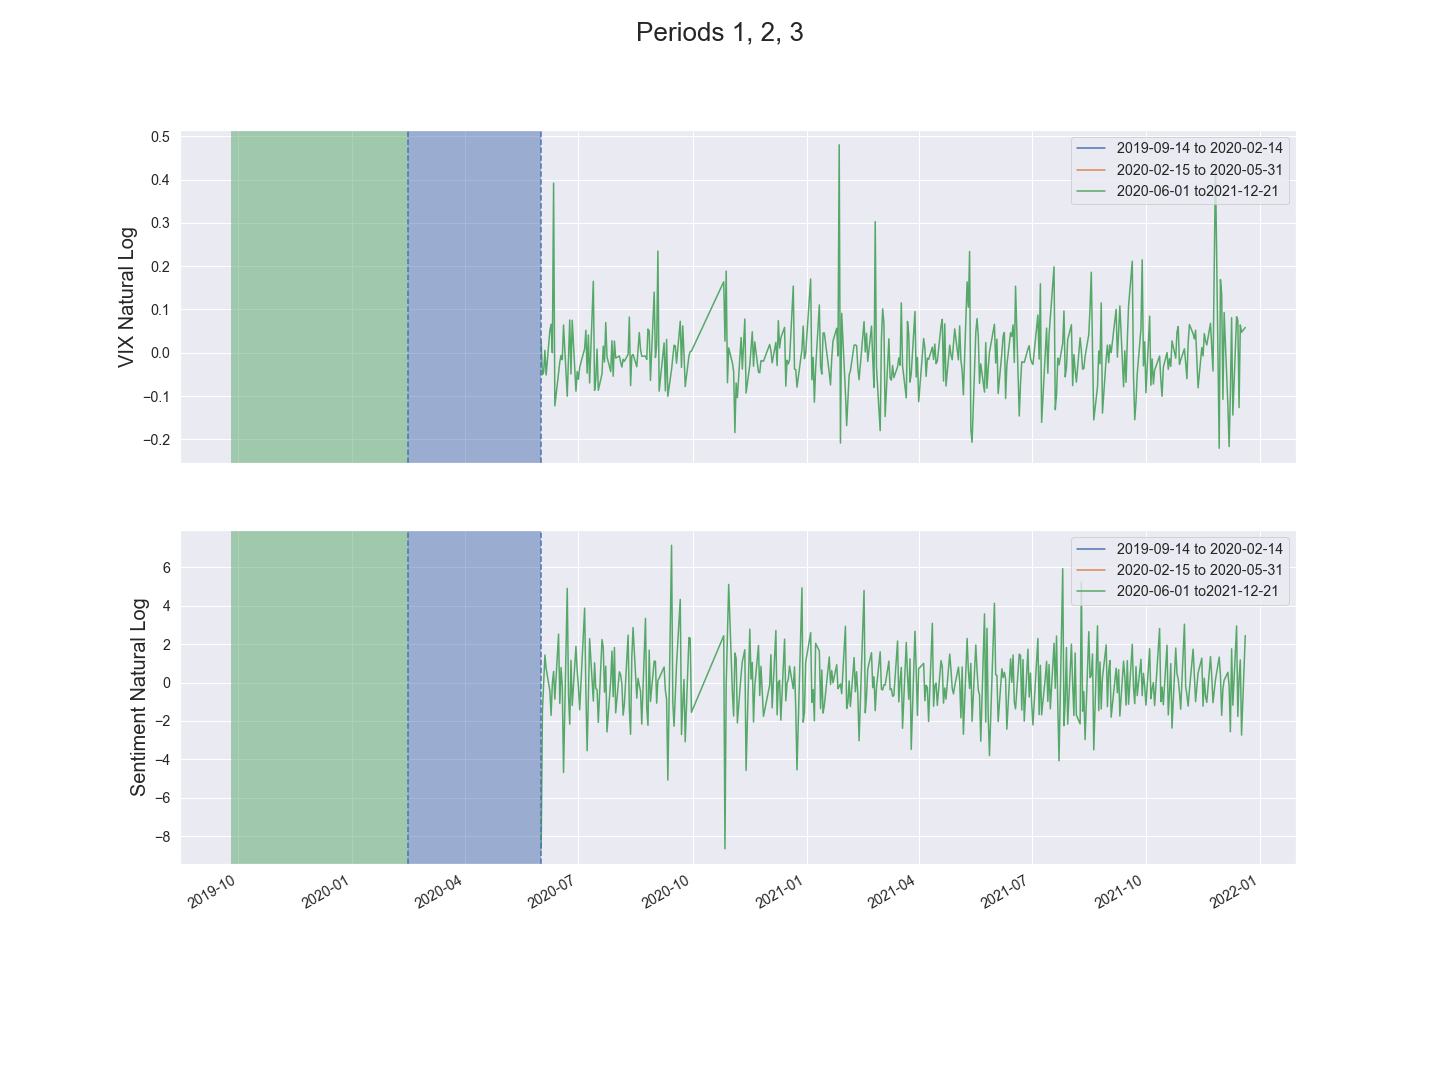 Periods 1, 2, 3
0.5
0.4
0.3
0.2
0.1
0.0
−0.1
−0.2
VIX Natural Log
2019-09-14 to 2020-02-14
2020-02-15 to 2020-05-31
2020-06-01 to2021-12-21
6
4
2
0
−2
−4
−6
−8
Sentiment Natural Log
2019-09-14 to 2020-02-14
2020-02-15 to 2020-05-31
2020-06-01 to2021-12-21
2019-10
2020-01
2020-04
2020-07
2020-10
2021-01
2021-04
2021-07
2021-10
2022-01